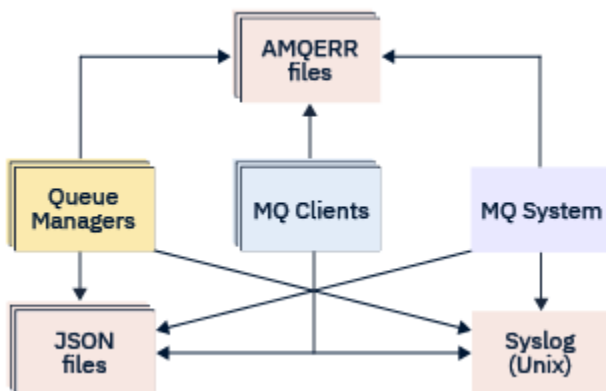 AMQERR
files
Queue
Managers
MQ Clients
MQ System
JSON
files
Syslog
(Unix)